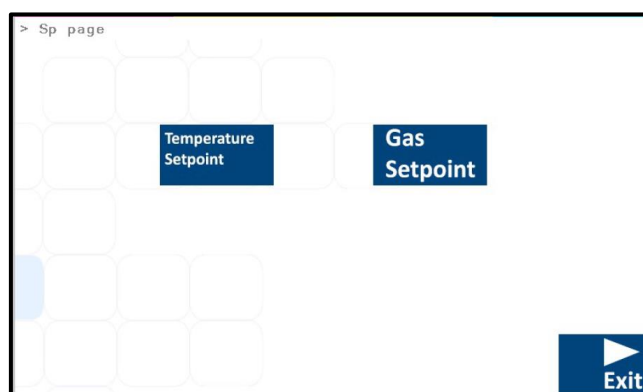 > Sp page
Temperature
Setpoint
Gas
Setpoint
Exit